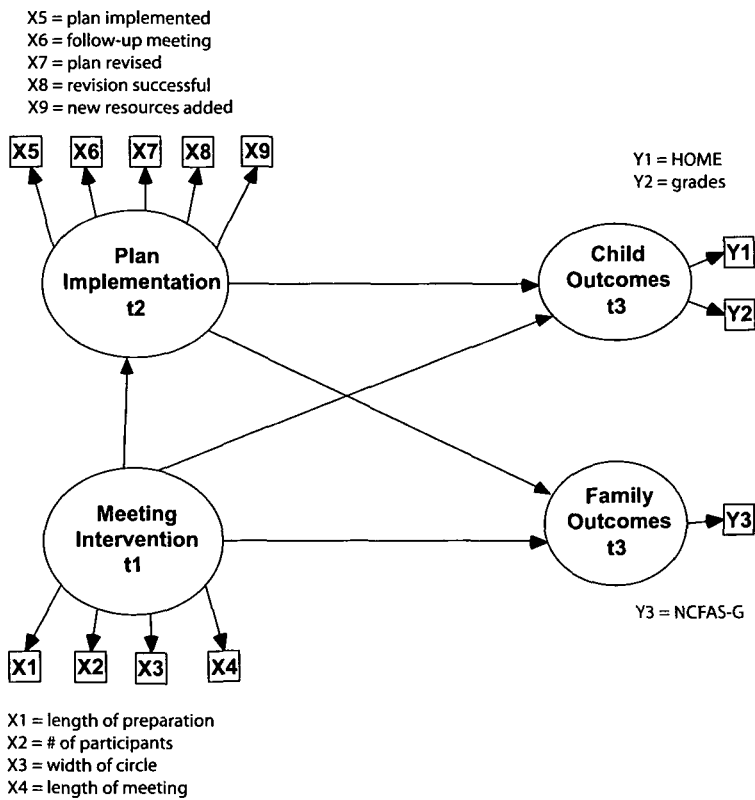 X5 = plan implemented
X6 = follow-up meeting
X7 = plan revised
X8 = revision successful
X9 = new resources added
X5 X6 X7 X8 X9
Y1 = HOME
Y2 = grades
Plan
Implementation
t2
Child
Outcomes
t3
Y1
Y2
Meeting
Intervention
t1
Family
Outcomes
t3
Y3
Y3 = NCFAS-G
X1 X2 X3 X4
X1 = length of preparation
X2 = # of participants
X3 = width of circle
X4 = length of meeting